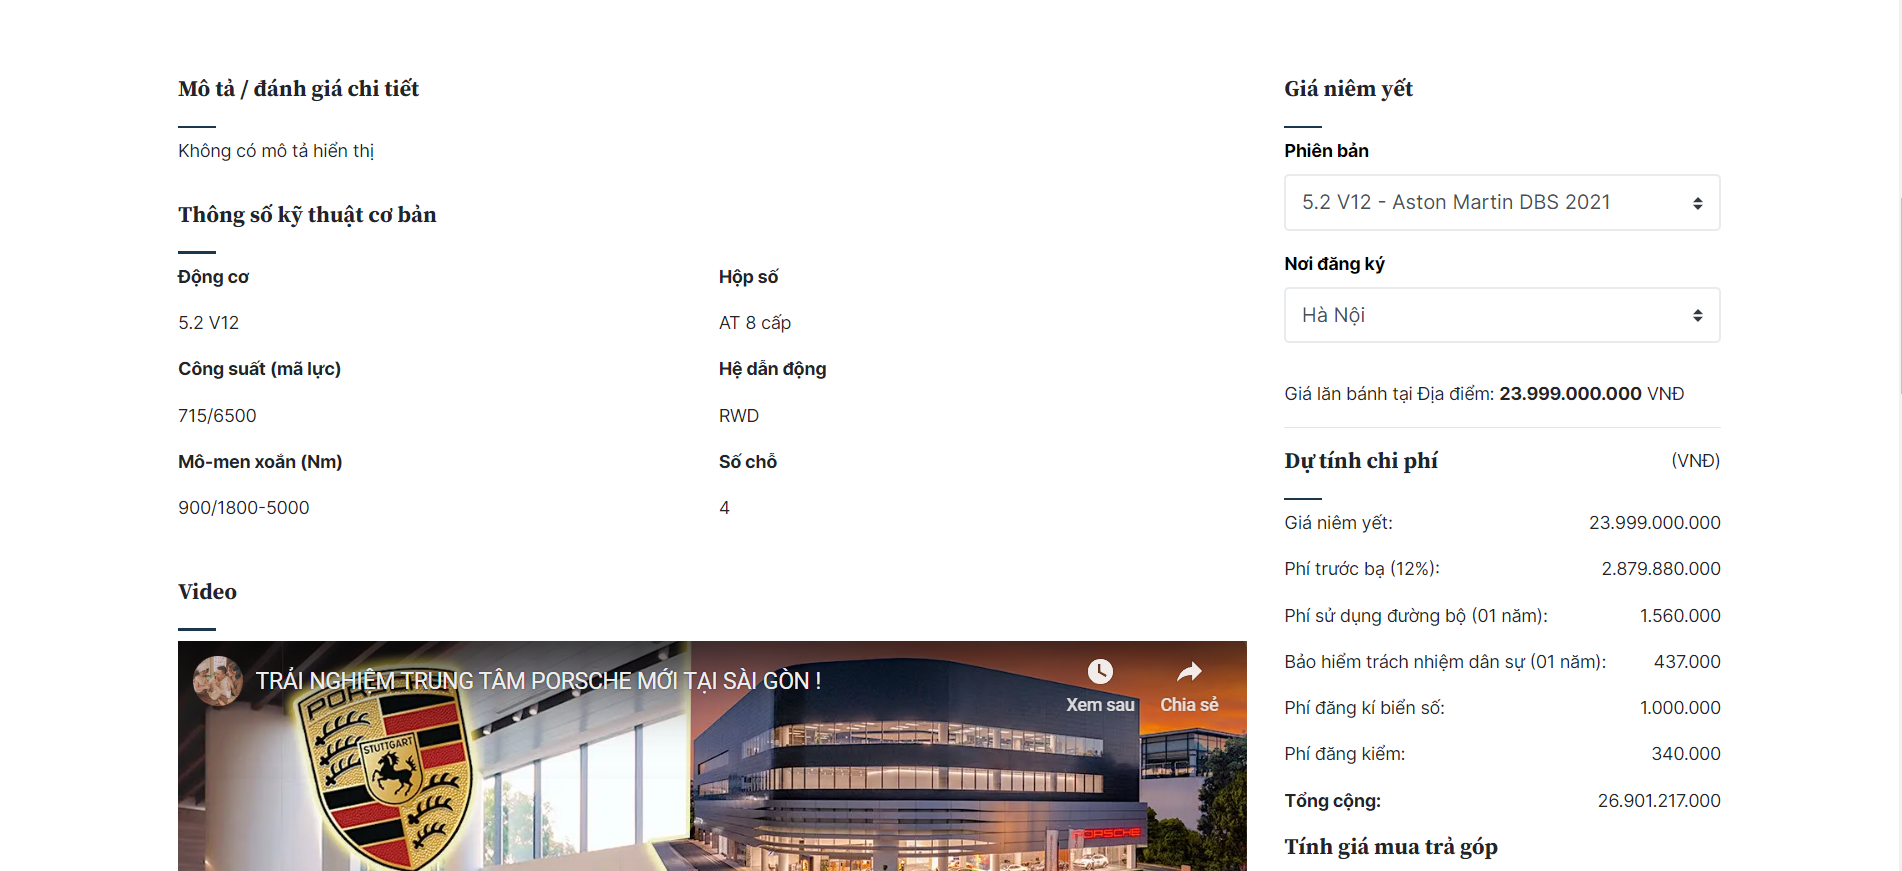 Mô tả / đánh giá chi tiết
Không có mô tả hiển thị
Thông số kỹ thuật cơ bản
Động cơ
Hộp số
5.2 V12
AT 8 cấp
Công suất (mã lực)
Hệ dẫn động
715/6500
RWD
Mô-men xoắn (Nm)
Số chỗ
900/1800-5000
4
Video
TRẢI NGHIỆM TRUNG TÂM PORSCHE MỚI TẠI SÀI GÒN !
Xem sau
Chia sẻ
PORSCHE
STUTTGART
PORSCHE
Giá niêm yết
Phiên bản
5.2 V12 - Aston Martin DBS 2021
Nơi đăng ký
Hà Nội
Giá lăn bánh tại Địa điểm: 23.999.000.000 VNĐ
Dự tính chi phí (VNĐ)
Giá niêm yết: 23.999.000.000
Phí trước bạ (12%): 2.879.880.000
Phí sử dụng đường bộ (01 năm): 1.560.000
Bảo hiểm trách nhiệm dân sự (01 năm): 437.000
Phí đăng kí biển số: 1.000.000
Phí đăng kiểm: 340.000
Tổng cộng: 26.901.217.000
Tính giá mua trả góp